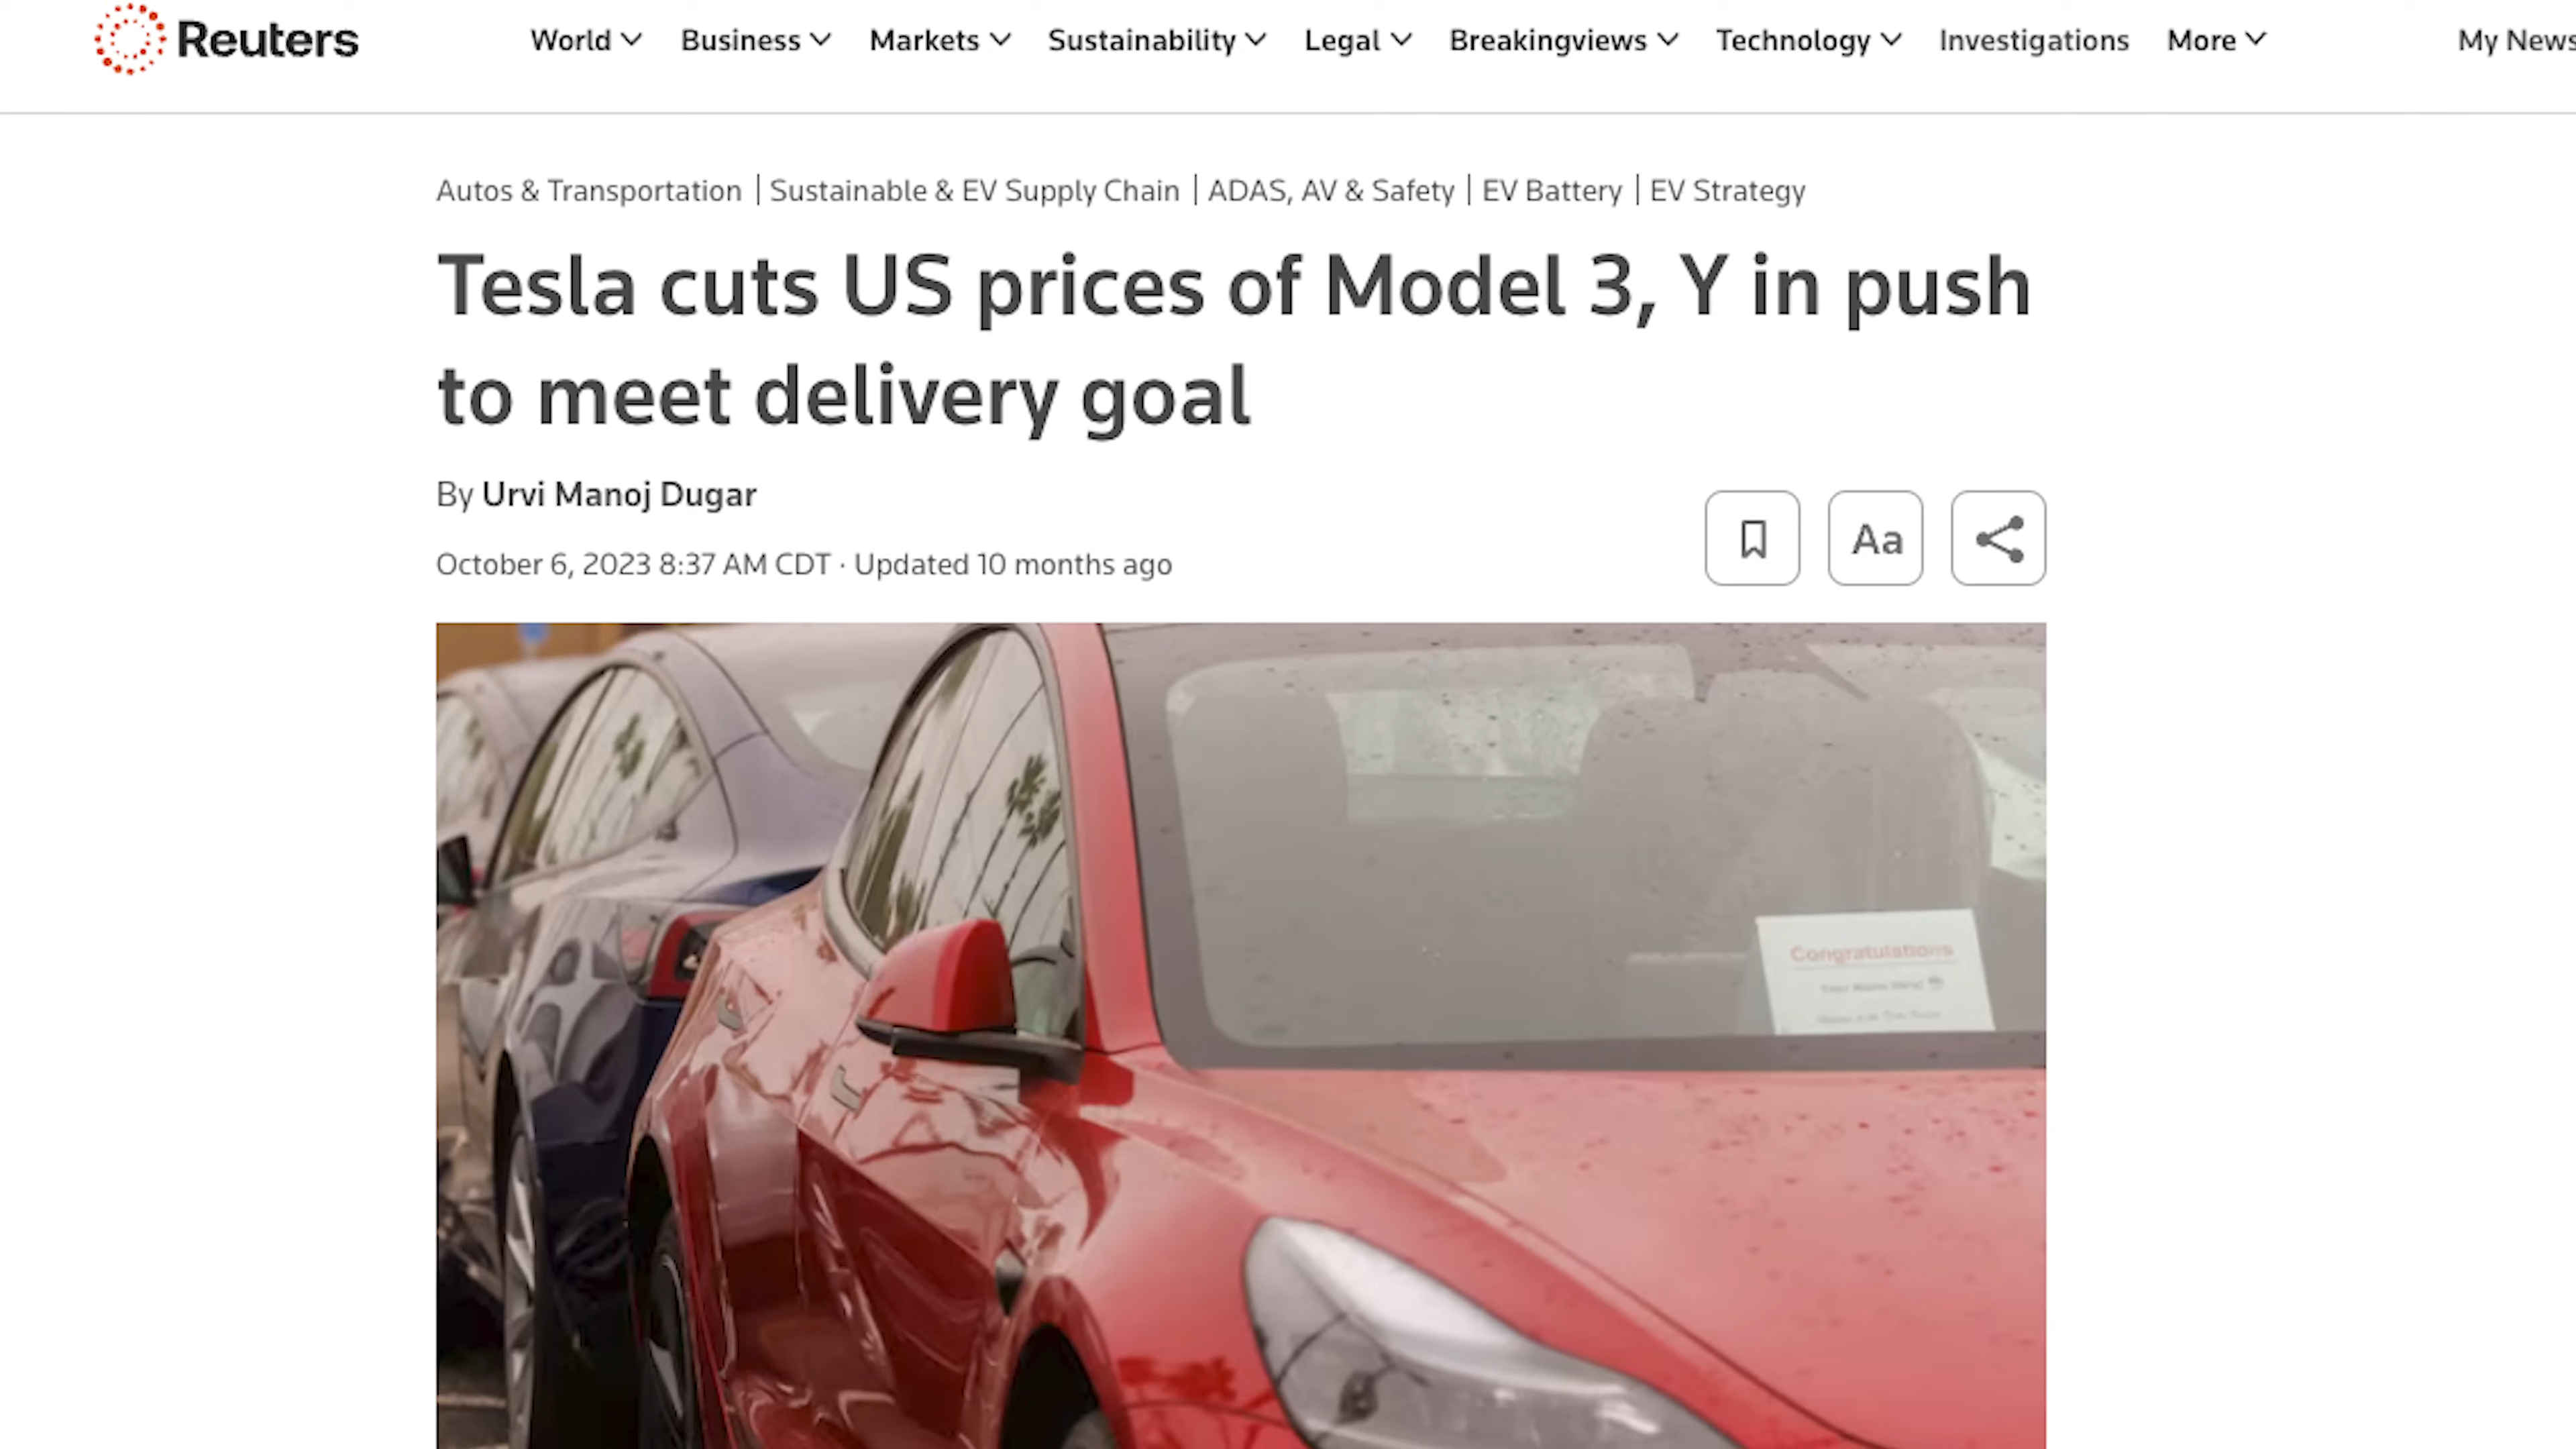 Reuters World Business Markets Sustainability Legal Breakingviews Technology Investigations More My News
Autos & Transportation | Sustainable & EV Supply Chain | ADAS, AV & Safety | EV Battery | EV Strategy
Tesla cuts US prices of Model 3, Y in push
to meet delivery goal
By Urvi Manoj Dugar
October 6, 2023 8:37 AM CDT · Updated 10 months ago
Aa
Congratulations